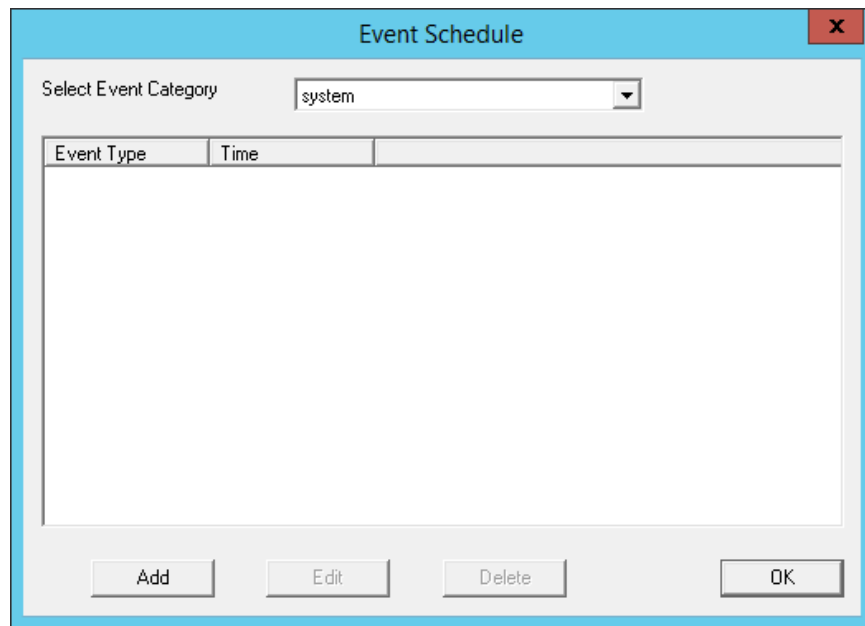 Event Schedule
x
Select Event Category
system
Event Type
Time
Add
Edit
Delete
OK